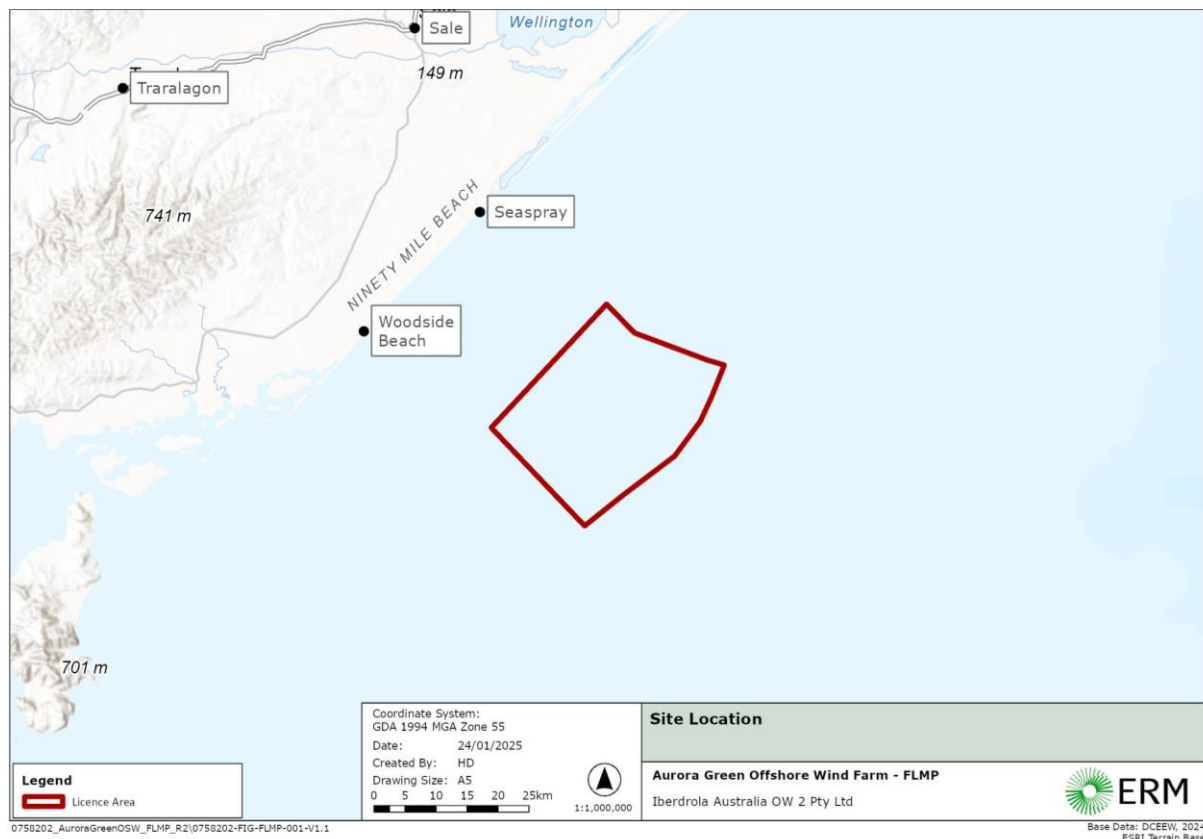 Wellington
Sale
149 m
Traralagon
741 m
NINETY MILE BEACH
Seaspray
Woodside
Beach
701 m
Legend
Licence Area
Coordinate System:
GDA 1994 MGA Zone 55
Date: 24/01/2025
Created By: HD
Drawing Size: A5
0 5 10 15 20 25km
1:1,000,000
Site Location
Aurora Green Offshore Wind Farm - FLMP
Iberdrola Australia OW 2 Pty Ltd
ERM
0758202_AuroraGreenOSW_FLMP_R2\0758202-FIG-FLMP-001-V1.1
Base Data: DCEEW, 2024
ESRI Terrain Base